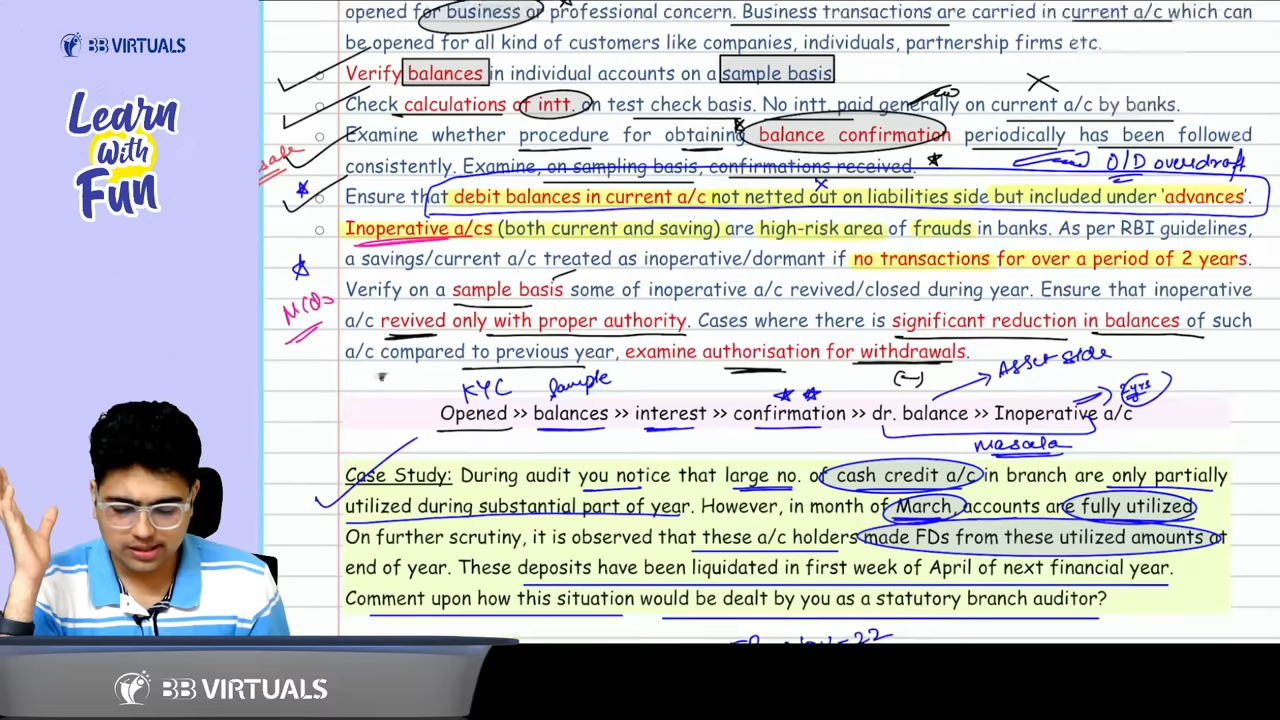 BB VIRTUALS
Learn
With
Fun
opened for business or professional concern. Business transactions are carried in current a/c which can
be opened for all kind of customers like companies, individuals, partnership firms etc.
Verify balances in individual accounts on a sample basis
Check calculations of intt. on test check basis. No intt. paid generally on current a/c by banks.
Examine whether procedure for obtaining balance confirmation periodically has been followed
consistently. Examine, on sampling basis, confirmations received.
O/D overdraft
Ensure that debit balances in current a/c not netted out on liabilities side but included under 'advances'.
Inoperative a/cs (both current and saving) are high-risk area of frauds in banks. As per RBI guidelines,
a savings/current a/c treated as inoperative/dormant if no transactions for over a period of 2 years.
Verify on a sample basis some of inoperative a/c revived/closed during year. Ensure that inoperative
MCQs
a/c revived only with proper authority. Cases where there is significant reduction in balances of such
a/c compared to previous year, examine authorisation for withdrawals.
(-)
Asset side
KYC Sample
2yrs
Opened >> balances >> interest >> confirmation >> dr. balance >> Inoperative a/c
masala
Case Study: During audit you notice that large no. of cash credit a/c in branch are only partially
utilized during substantial part of year. However, in month of March, accounts are fully utilized
On further scrutiny, it is observed that these a/c holders made FDs from these utilized amounts at
end of year. These deposits have been liquidated in first week of April of next financial year.
Comment upon how this situation would be dealt by you as a statutory branch auditor?
BB VIRTUALS